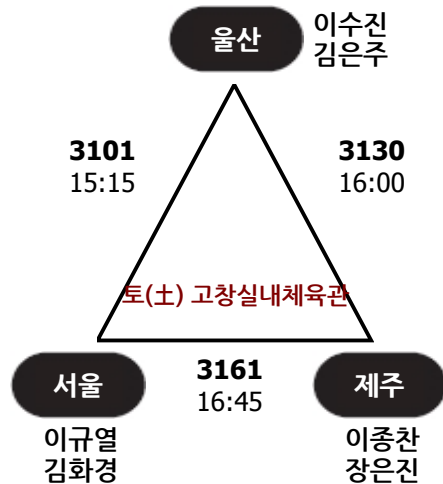 울산
이수진
김은주
3101
15:15
3130
16:00
토(土) 고창실내체육관
서울
3161
16:45
제주
이규열
김화경
이종찬
장은진